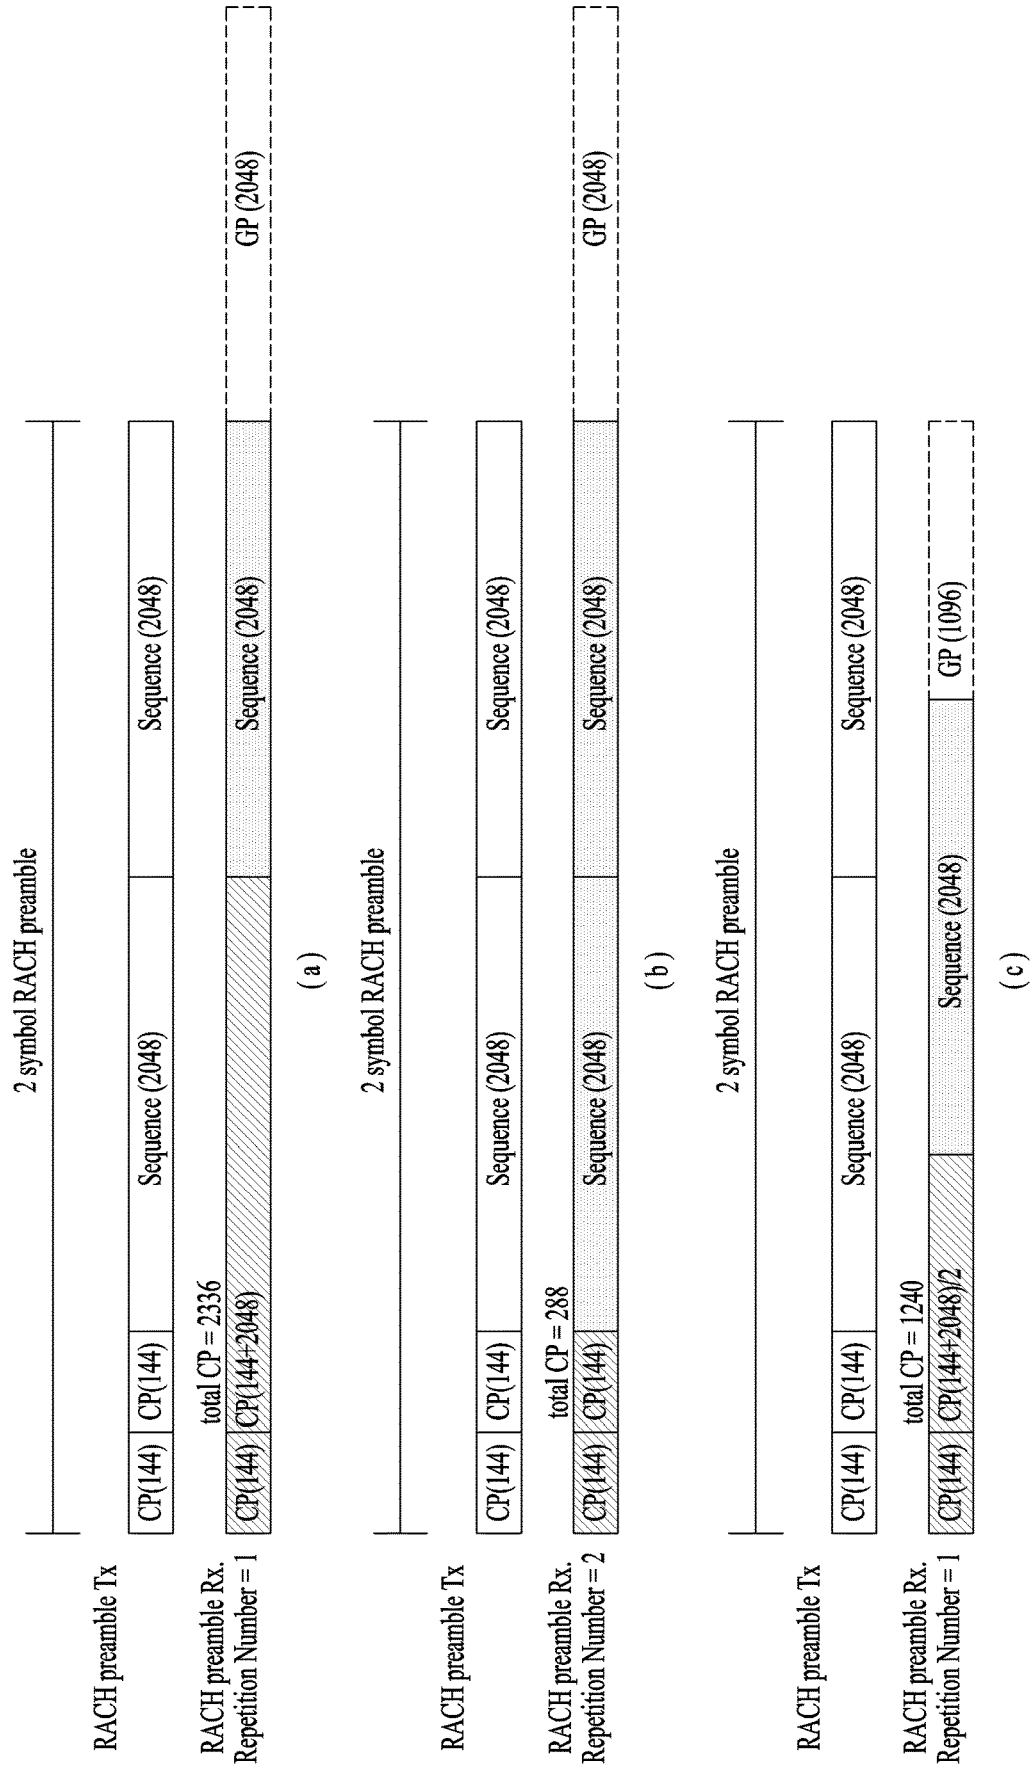 2 symbol RACH preamble
RACH preamble Tx
CP(144) CP(144) Sequence (2048) Sequence (2048)
total CP = 2336
RACH preamble Rx.
Repetition Number = 1
CP(144) CP(144+2048) Sequence (2048) GP (2048)
( a )
2 symbol RACH preamble
RACH preamble Tx
CP(144) CP(144) Sequence (2048) Sequence (2048)
total CP = 288
RACH preamble Rx.
Repetition Number = 2
CP(144) CP(144) Sequence (2048) Sequence (2048) GP (2048)
( b )
2 symbol RACH preamble
RACH preamble Tx
CP(144) CP(144) Sequence (2048) Sequence (2048)
total CP = 1240
RACH preamble Rx.
Repetition Number = 1
CP(144) CP(144+2048)/2 Sequence (2048) GP (1096)
( c )